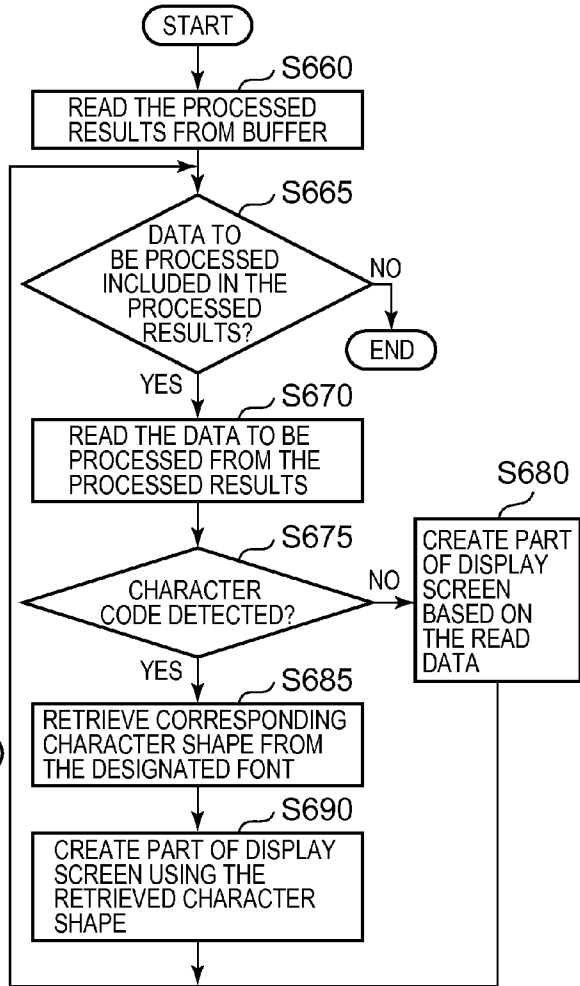 START
S660
READ THE PROCESSED
RESULTS FROM BUFFER
S665
DATA TO
BE PROCESSED
INCLUDED IN THE
PROCESSED
RESULTS?
NO
END
YES
S670
READ THE DATA TO BE
PROCESSED FROM THE
PROCESSED RESULTS
S675
CHARACTER
CODE DETECTED?
NO
S680
CREATE PART
OF DISPLAY
SCREEN
BASED ON
THE READ
DATA
YES
S685
RETRIEVE CORRESPONDING
CHARACTER SHAPE FROM
THE DESIGNATED FONT
S690
CREATE PART OF DISPLAY
SCREEN USING THE
RETRIEVED CHARACTER
SHAPE